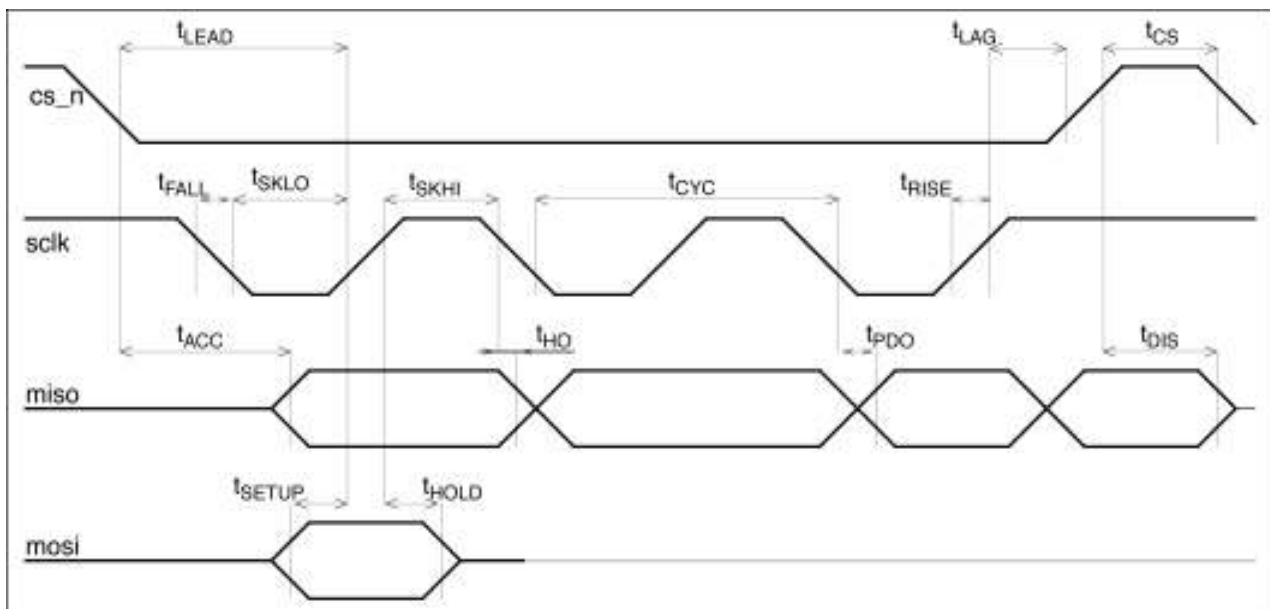 tLEAD tLAG tCS
cs_n
tFALL tSKLO tSKHI tCYC tRISE
sclk
tACC tHO tPDO tDIS
miso
tSETUP tHOLD
mosi